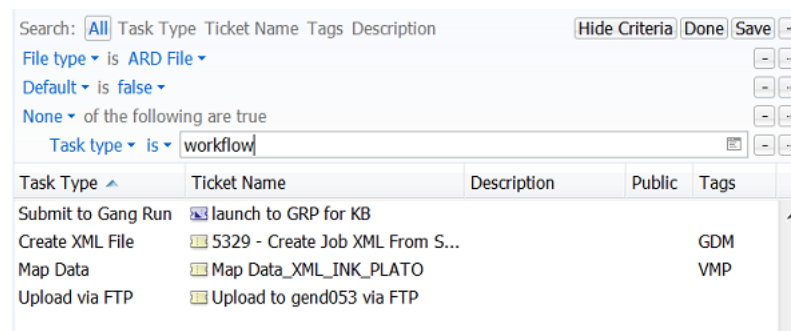 Search: All Task Type Ticket Name Tags Description Hide Criteria Done Save
File type is ARD File
Default is false
None of the following are true
Task type is workflow
Task Type Ticket Name Description Public Tags
Submit to Gang Run launch to GRP for KB
Create XML File 5329 - Create Job XML From S... GDM
Map Data Map Data_XML_INK_PLATO VMP
Upload via FTP Upload to gend053 via FTP